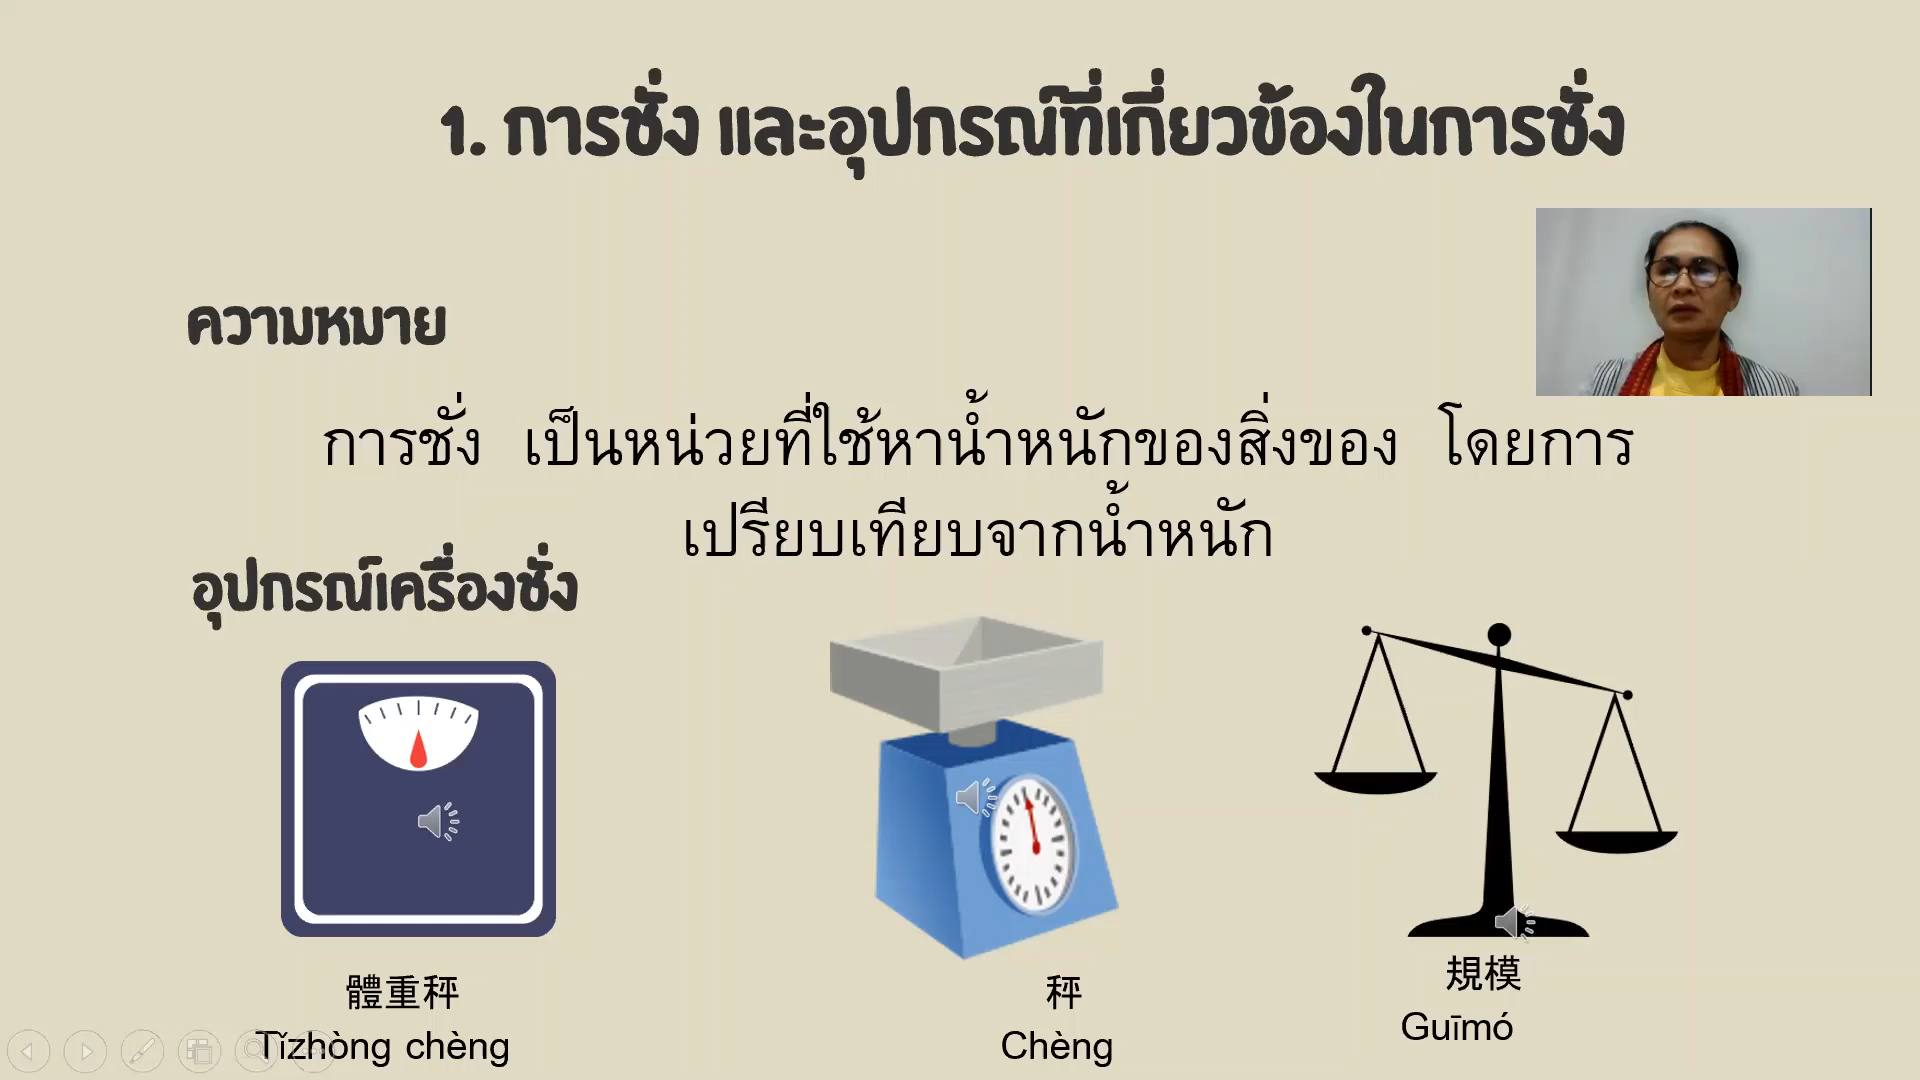 1. การชั่ง และอุปกรณ์ที่เกี่ยวข้องในการชั่ง
ความหมาย
การชั่ง เป็นหน่วยที่ใช้หาน้ำหนักของสิ่งของ โดยการ
เปรียบเทียบจากน้ำหนัก
อุปกรณ์เครื่องชั่ง
體重秤
Tǐzhòng chèng
秤
Chèng
規模
Guīmó